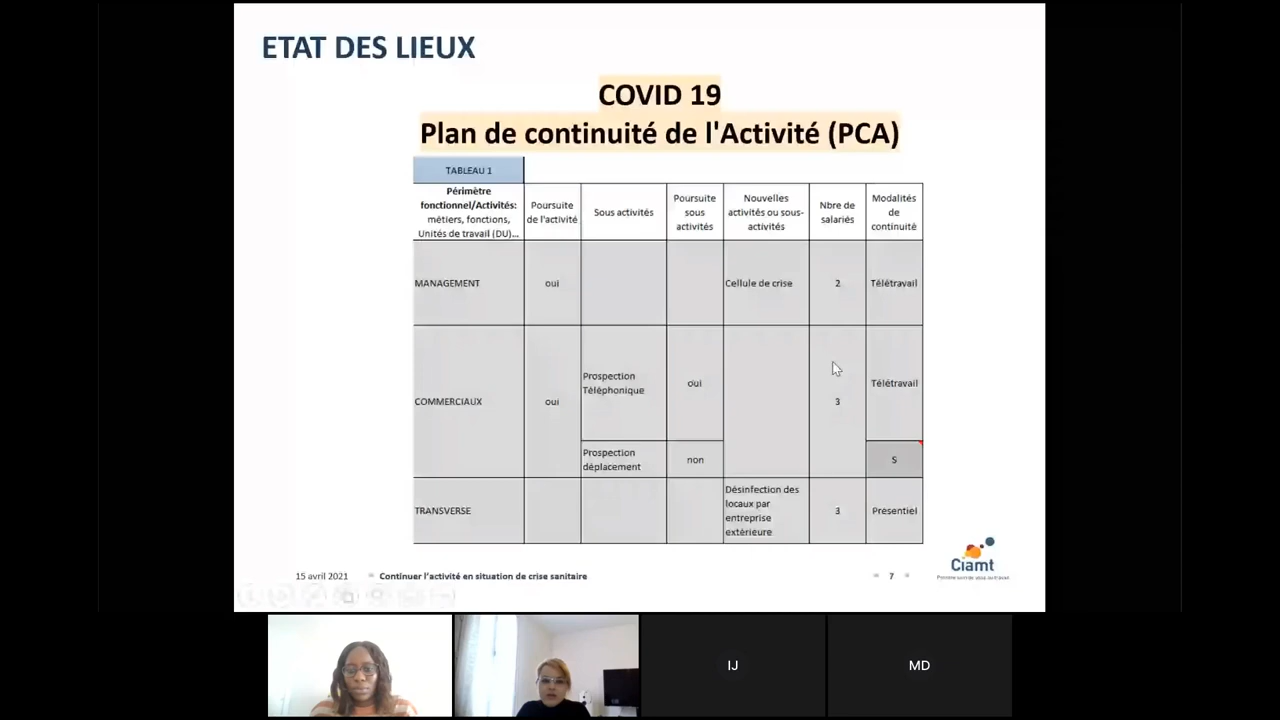 ETAT DES LIEUX
COVID 19
Plan de continuité de l'Activité (PCA)
TABLEAU 1
Périmètre
fonctionnel/Activités:
métiers, fonctions,
Unités de travail (DU)...
Poursuite
de l'activité
Sous activités
Poursuite
sous
activités
Nouvelles
activités ou sous-
activités
Nbre de
salariés
Modalités
de
continuité
MANAGEMENT
oui
Cellule de crise
2
Télétravail
COMMERCIAUX
oui
Prospection
Téléphonique
oui
3
Télétravail
Prospection
déplacement
non
S
TRANSVERSE
Désinfection des
locaux par
entreprise
extérieure
3
Présentiel
15 avril 2021
Continuer l'activité en situation de crise sanitaire
7
Ciamt
IJ
MD